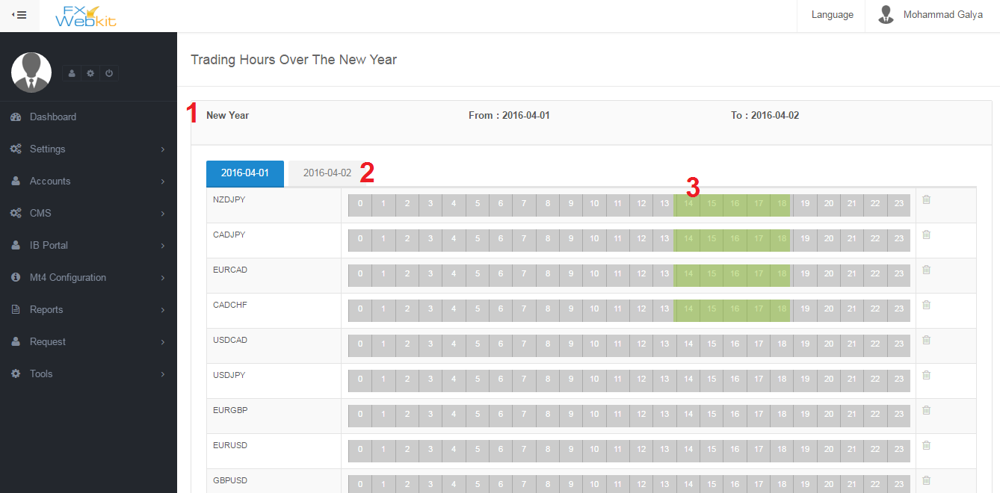 FX
WebKit
Language
Mohammad Galya
Trading Hours Over The New Year
Dashboard
Settings
Accounts
CMS
IB Portal
Mt4 Configuration
Reports
Request
Tools
1
New Year From : 2016-04-01 To : 2016-04-02
2016-04-01 2016-04-02 2
3
NZDJPY 0 1 2 3 4 5 6 7 8 9 10 11 12 13 14 15 16 17 18 19 20 21 22 23
CADJPY 0 1 2 3 4 5 6 7 8 9 10 11 12 13 14 15 16 17 18 19 20 21 22 23
EURCAD 0 1 2 3 4 5 6 7 8 9 10 11 12 13 14 15 16 17 18 19 20 21 22 23
CADCHF 0 1 2 3 4 5 6 7 8 9 10 11 12 13 14 15 16 17 18 19 20 21 22 23
USDCAD 0 1 2 3 4 5 6 7 8 9 10 11 12 13 14 15 16 17 18 19 20 21 22 23
USDJPY 0 1 2 3 4 5 6 7 8 9 10 11 12 13 14 15 16 17 18 19 20 21 22 23
EURGBP 0 1 2 3 4 5 6 7 8 9 10 11 12 13 14 15 16 17 18 19 20 21 22 23
EURUSD 0 1 2 3 4 5 6 7 8 9 10 11 12 13 14 15 16 17 18 19 20 21 22 23
GBPUSD 0 1 2 3 4 5 6 7 8 9 10 11 12 13 14 15 16 17 18 19 20 21 22 23